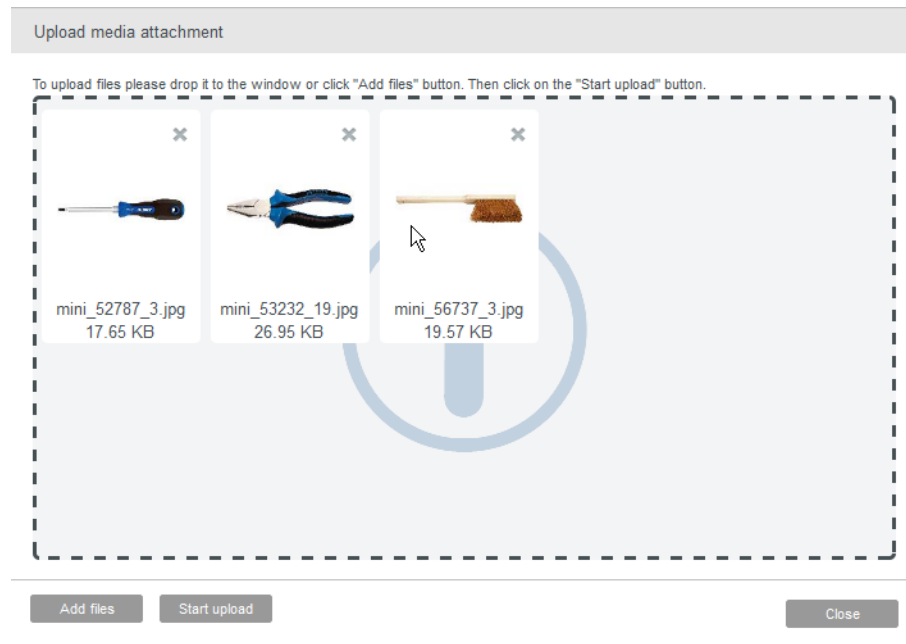 Upload media attachment
To upload files please drop it to the window or click "Add files" button. Then click on the "Start upload" button.
mini_52787_3.jpg
17.65 KB
mini_53232_19.jpg
26.95 KB
mini_56737_3.jpg
19.57 KB
Add files
Start upload
Close